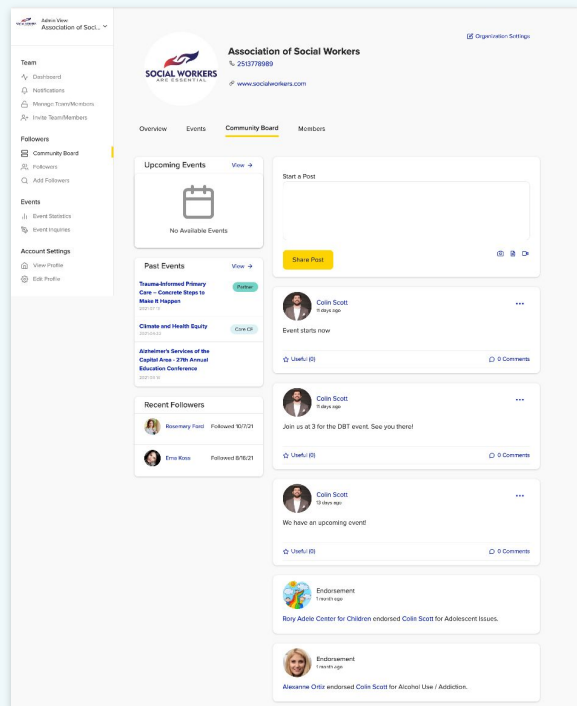 Admin View
Association of Social Soci...
Team
Dashboard
Notifications
Manage Team/Members
Invite Team/Members
Followers
Community Board
Followers
Add Followers
Events
Event Statistics
Event Inquiries
Account Settings
View Profile
Edit Profile
SOCIAL WORKERS
ARE ESSENTIAL
Association of Social Workers
2513778989
www.socialworkers.com
Organization Settings
Overview Events Community Board Members
Upcoming Events View →
No Available Events
Past Events View →
Trauma-Informed Primary
Care – Concrete Steps to
Make It Happen
Partner
Climate and Health Equity
Core CF
Alzheimer's Services of the
Capital Area - 27th Annual
Education Conference
Recent Followers
Rosemary Ford Followed 10/7/21
Ema Koss Followed 8/16/21
Start a Post
Share Post
Colin Scott
11 days ago
Event starts now
Useful (0) 0 Comments
Colin Scott
11 days ago
Join us at 3 for the DBT event. See you there!
Useful (0) 0 Comments
Colin Scott
13 days ago
We have an upcoming event!
Useful (0) 0 Comments
Endorsement
1 month ago
Rory Adele Center for Children endorsed Colin Scott for Adolescent Issues.
Endorsement
1 month ago
Alexanne Ortiz endorsed Colin Scott for Alcohol Use / Addiction.